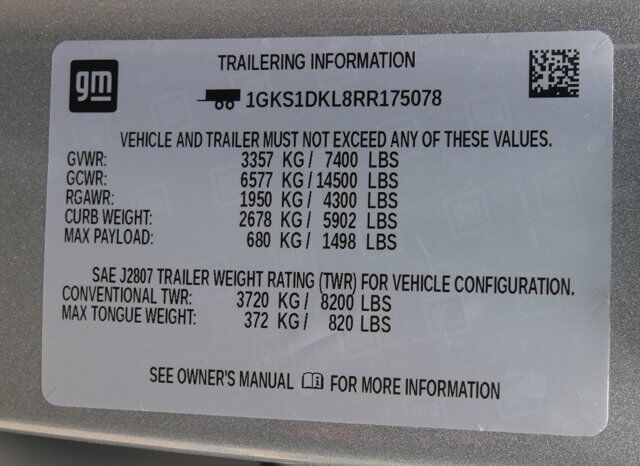 TRAILERING INFORMATION
gm
1GKS1DKL8RR175078
VEHICLE AND TRAILER MUST NOT EXCEED ANY OF THESE VALUES.
GVWR: 3357 KG/ 7400 LBS
GCWR: 6577 KG/14500 LBS
RGAWR: 1950 KG/ 4300 LBS
CURB WEIGHT: 2678 KG/ 5902 LBS
MAX PAYLOAD: 680 KG/ 1498 LBS
SAE J2807 TRAILER WEIGHT RATING (TWR) FOR VEHICLE CONFIGURATION.
CONVENTIONAL TWR: 3720 KG/ 8200 LBS
MAX TONGUE WEIGHT: 372 KG/ 820 LBS
SEE OWNER'S MANUAL FOR MORE INFORMATION